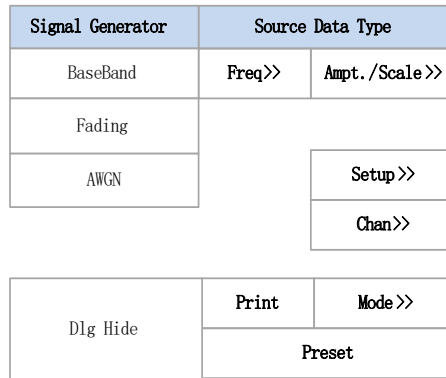 Signal Generator Source Data Type
BaseBand Freq>> Ampt./Scale>>
Fading
AWGN Setup>>
Chan>>
Dlg Hide Print Mode>>
Preset